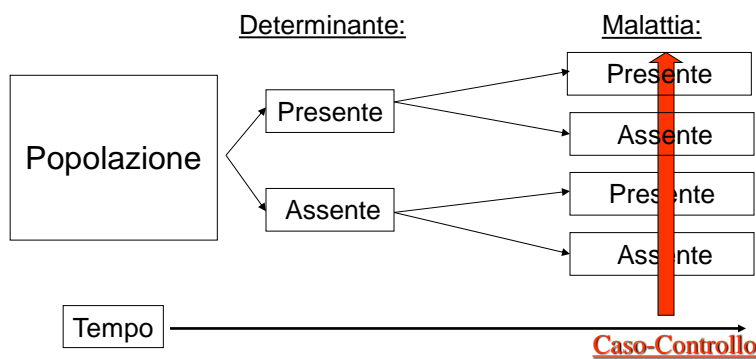 Determinante: Malattia:
Presente
Presente
Assente
Popolazione
Presente
Assente
Assente
Tempo
Caso-Controllo